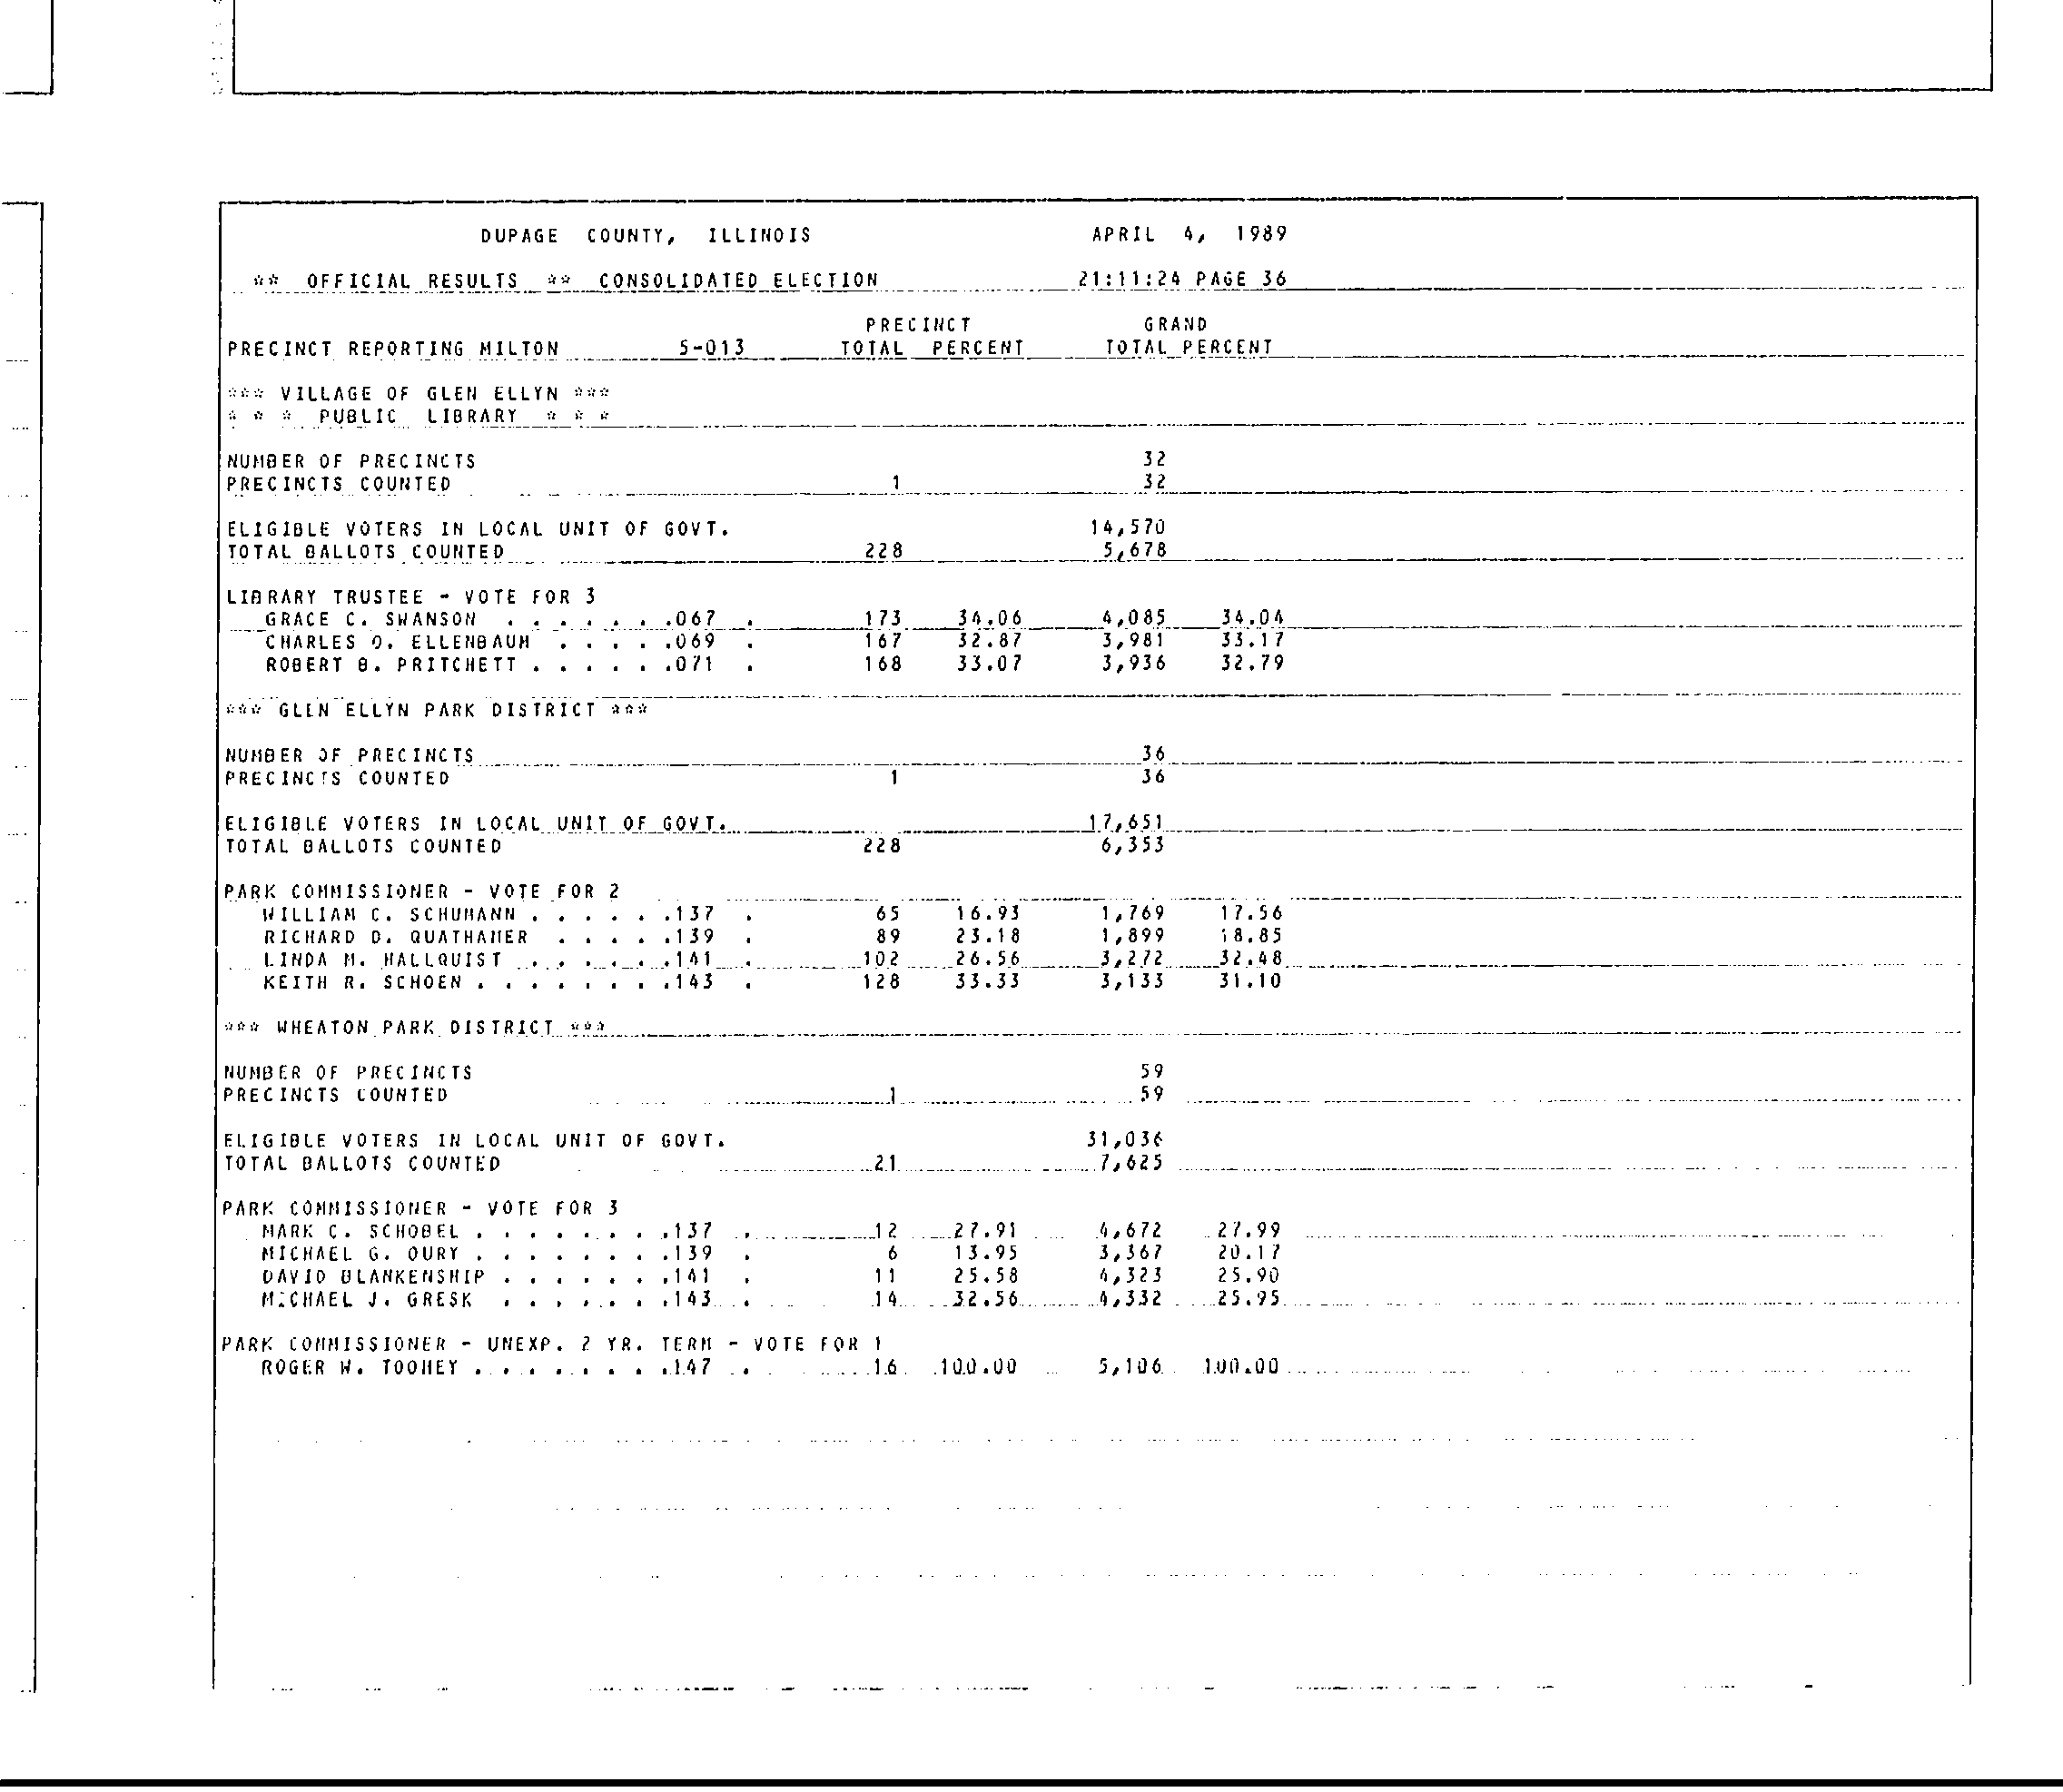 DUPAGE COUNTY, ILLINOIS APRIL 4, 1989
** OFFICIAL RESULTS ** CONSOLIDATED ELECTION 21:11:24 PAGE 36
PRECINCT GRAND
PRECINCT REPORTING MILTON 5-013 TOTAL PERCENT TOTAL PERCENT
*** VILLAGE OF GLEN ELLYN ***
* * * PUBLIC LIBRARY * * *
NUMBER OF PRECINCTS 32
PRECINCTS COUNTED 1 32
ELIGIBLE VOTERS IN LOCAL UNIT OF GOVT. 14,570
TOTAL BALLOTS COUNTED 228 5,678
LIBRARY TRUSTEE - VOTE FOR 3
GRACE C. SWANSON . . . . . . .067 . 173 34.06 4,085 34.04
CHARLES O. ELLENBAUM . . . . .069 . 167 32.87 3,981 33.17
ROBERT B. PRITCHETT . . . . . .071 . 168 33.07 3,936 32.79
*** GLEN ELLYN PARK DISTRICT ***
NUMBER OF PRECINCTS 36
PRECINCTS COUNTED 1 36
ELIGIBLE VOTERS IN LOCAL UNIT OF GOVT. 17,651
TOTAL BALLOTS COUNTED 228 6,353
PARK COMMISSIONER - VOTE FOR 2
WILLIAM C. SCHUMANN . . . . . .137 . 65 16.93 1,769 17.56
RICHARD D. QUATHAMER . . . . .139 . 89 23.18 1,899 18.85
LINDA M. HALLQUIST . . . . . .141 . 102 26.56 3,272 32.48
KEITH R. SCHOEN . . . . . . . .143 . 128 33.33 3,133 31.10
*** WHEATON PARK DISTRICT ***
NUMBER OF PRECINCTS 59
PRECINCTS COUNTED 1 59
ELIGIBLE VOTERS IN LOCAL UNIT OF GOVT. 31,036
TOTAL BALLOTS COUNTED 21 7,625
PARK COMMISSIONER - VOTE FOR 3
MARK C. SCHOBEL . . . . . . . .137 . 12 27.91 4,672 27.99
MICHAEL G. OURY . . . . . . . .139 . 6 13.95 3,367 20.17
DAVID BLANKENSHIP . . . . . . .141 . 11 25.58 4,323 25.90
MICHAEL J. GRESK . . . . . . .143 . 14 32.56 4,332 25.95
PARK COMMISSIONER - UNEXP. 2 YR. TERM - VOTE FOR 1
ROGER W. TOOHEY . . . . . . . .147 . 16 100.00 5,106 100.00